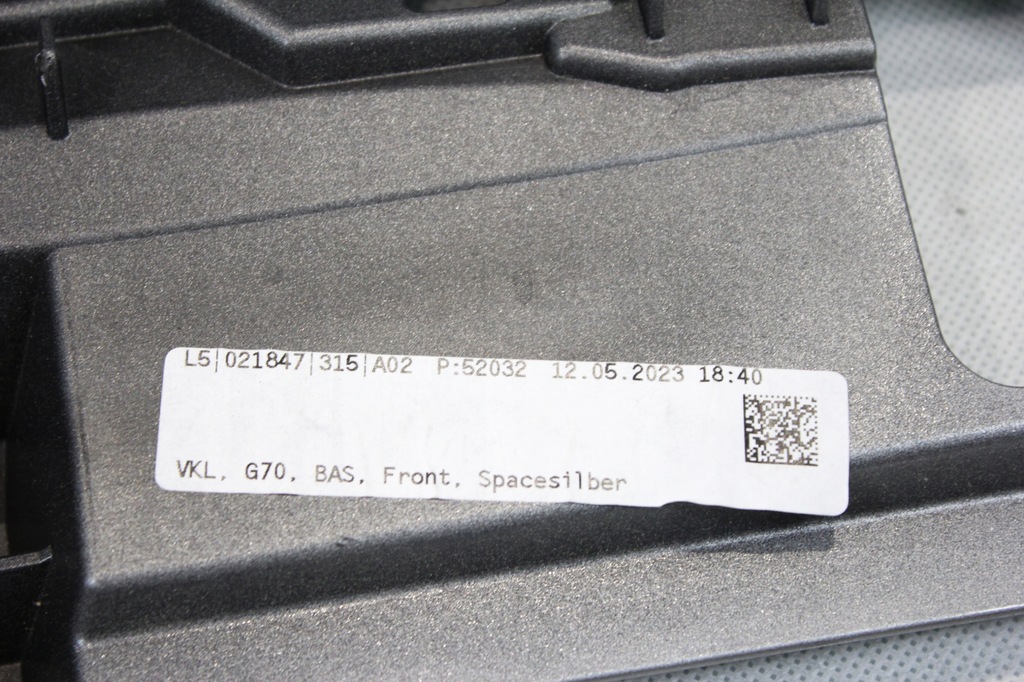 L5|021847|315|A02 P:52032 12.05.2023 18:40
VKL, G70, BAS, Front, Spacesilber